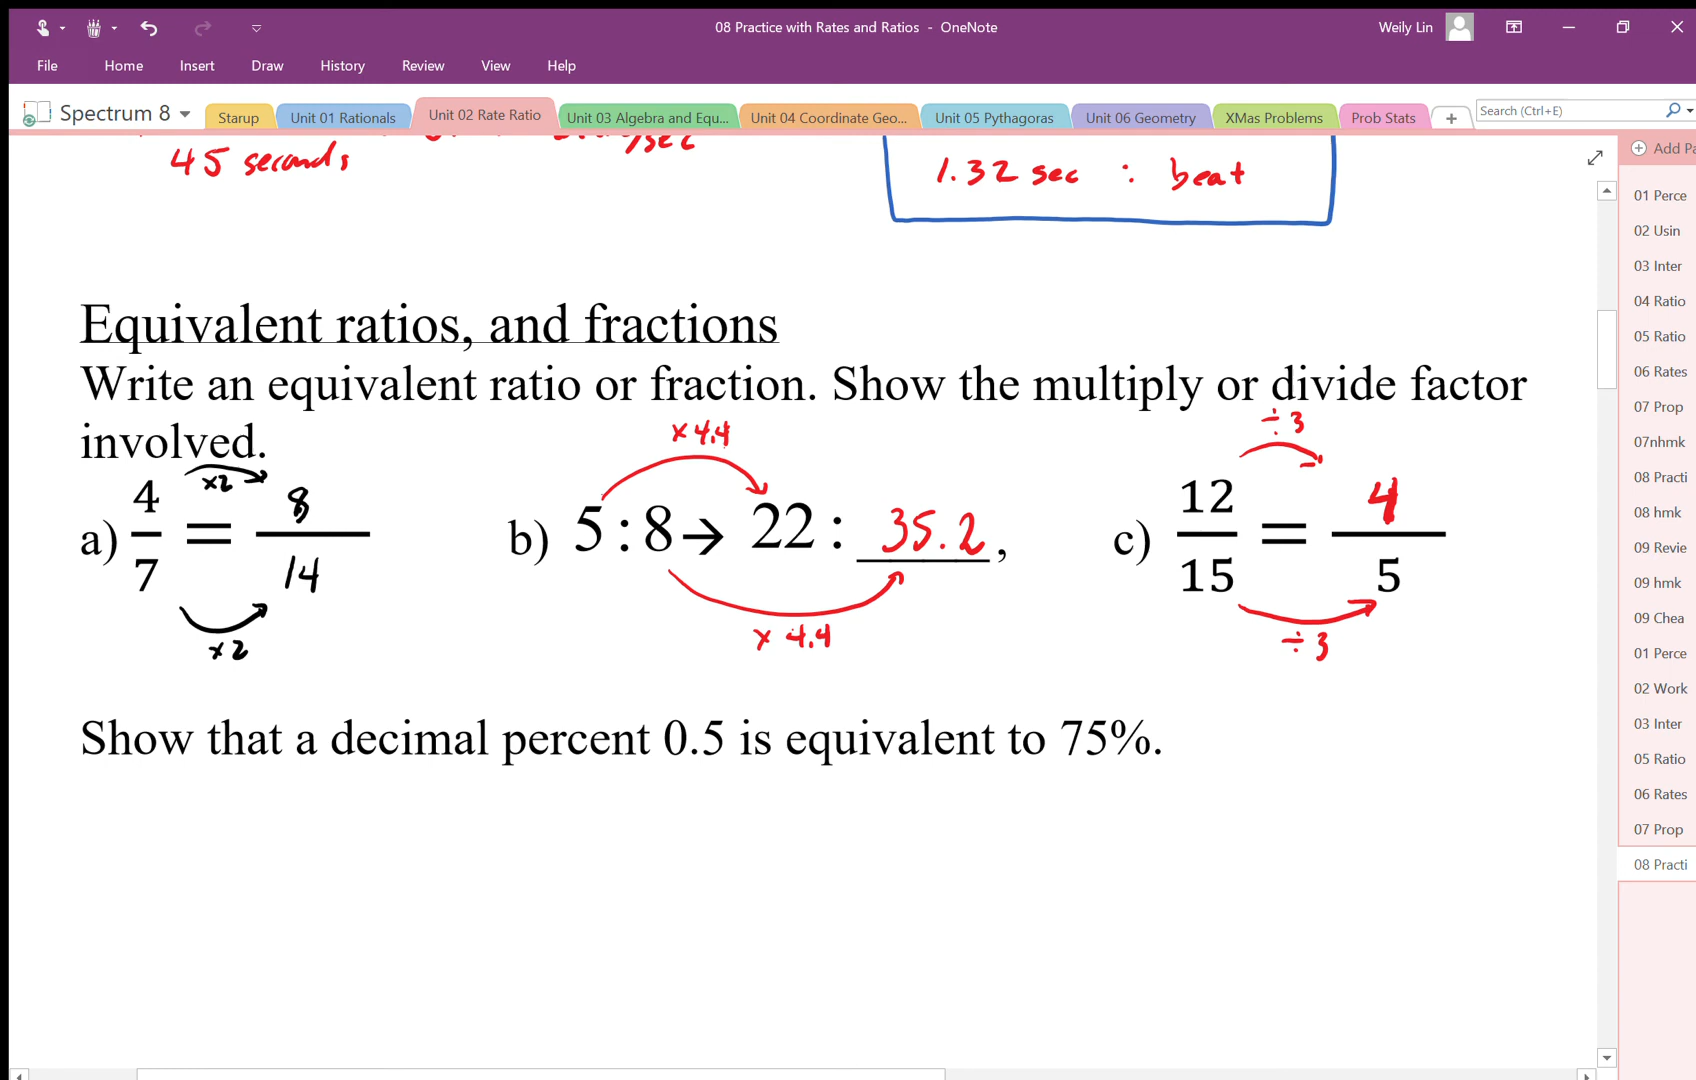 08 Practice with Rates and Ratios - OneNote
Weily Lin
File Home Insert Draw History Review View Help
Spectrum 8
Starup Unit 01 Rationals Unit 02 Rate Ratio Unit 03 Algebra and Equ... Unit 04 Coordinate Geo... Unit 05 Pythagoras Unit 06 Geometry XMas Problems Prob Stats +
Search (Ctrl+E)
45 seconds
1.32 sec : beat
Equivalent ratios, and fractions
Write an equivalent ratio or fraction. Show the multiply or divide factor
involved.
a) 4/7 = 8/14
×2
×2
b) 5 : 8 → 22 : 35.2,
× 4.4
× 4.4
c) 12/15 = 4/5
÷ 3
÷ 3
Show that a decimal percent 0.5 is equivalent to 75%.
Add Pa
01 Perce
02 Usin
03 Inter
04 Ratio
05 Ratio
06 Rates
07 Prop
07nhmk
08 Practi
08 hmk
09 Revie
09 hmk
09 Chea
01 Perce
02 Work
03 Inter
05 Ratio
06 Rates
07 Prop
08 Practi